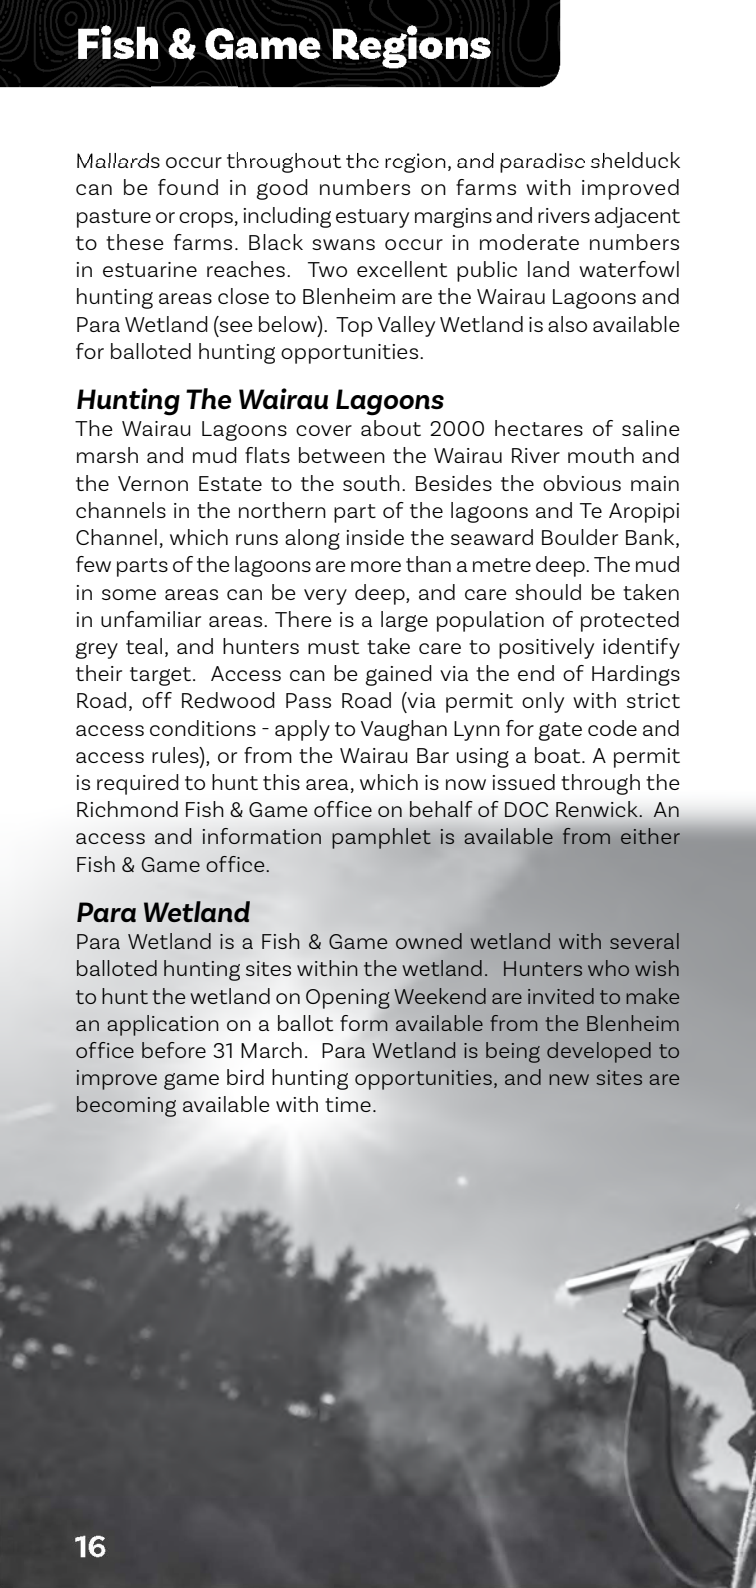 Fish & Game Regions
Mallards occur throughout the region, and paradise shelduck
can be found in good numbers on farms with improved
pasture or crops, including estuary margins and rivers adjacent
to these farms. Black swans occur in moderate numbers
in estuarine reaches.  Two excellent public land waterfowl
hunting areas close to Blenheim are the Wairau Lagoons and
Para Wetland (see below).  Top Valley Wetland is also available
for balloted hunting opportunities.
Hunting The Wairau Lagoons
The Wairau Lagoons cover about 2000 hectares of saline
marsh and mud flats between the Wairau River mouth and
the Vernon Estate to the south. Besides the obvious main
channels in the northern part of the lagoons and Te Aropipi
Channel, which runs along inside the seaward Boulder Bank,
few parts of the lagoons are more than a metre deep. The mud
in some areas can be very deep, and care should be taken
in unfamiliar areas. There is a large population of protected
grey teal, and hunters must take care to positively identify
their target.  Access can be gained via the end of Hardings
Road, off Redwood Pass Road (via permit only with strict
access conditions - apply to Vaughan Lynn for gate code and
access rules), or from the Wairau Bar using a boat. A permit
is required to hunt this area, which is now issued through the
Richmond Fish & Game office on behalf of DOC Renwick.  An
access and information pamphlet is available from either
Fish & Game office.
Para Wetland
Para Wetland is a Fish & Game owned wetland with several
balloted hunting sites within the wetland.  Hunters who wish
to hunt the wetland on Opening Weekend are invited to make
an application on a ballot form available from the Blenheim
office before 31 March.  Para Wetland is being developed to
improve game bird hunting opportunities, and new sites are
becoming available with time.
16